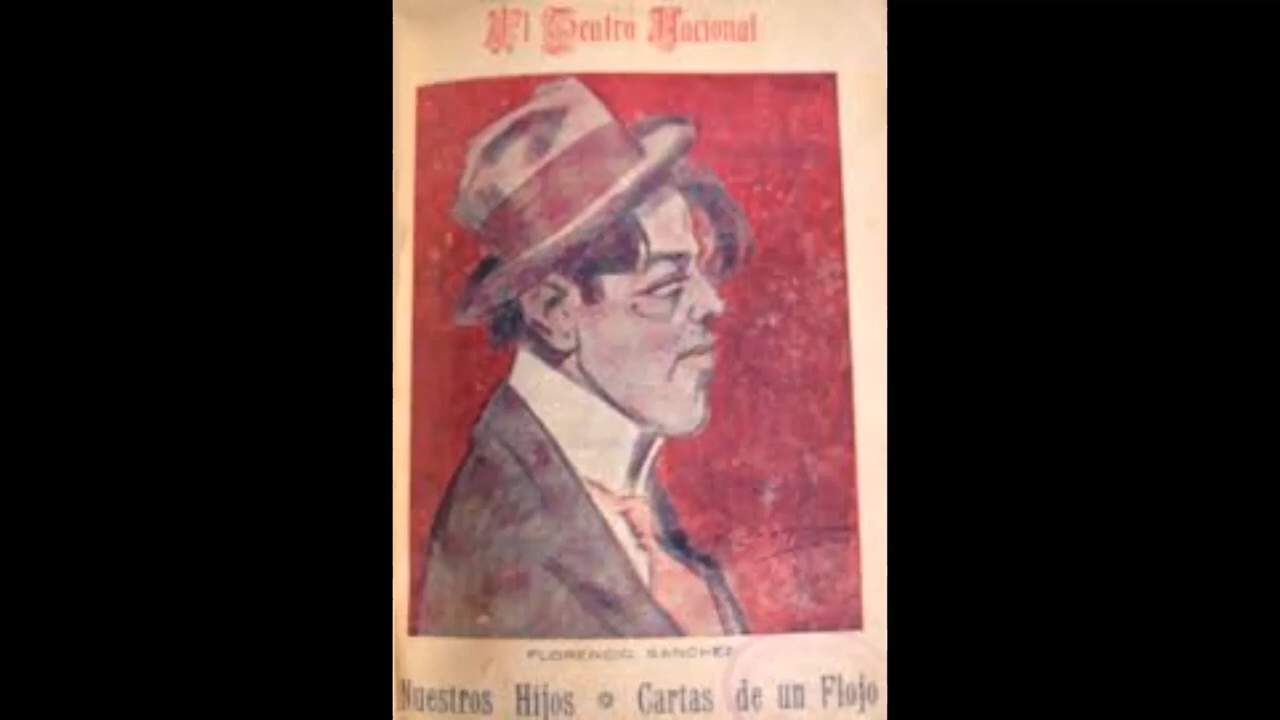 El Teatro Nacional
FLORENCIO SANCHEZ
Nuestros Hijos o Cartas de un Flojo